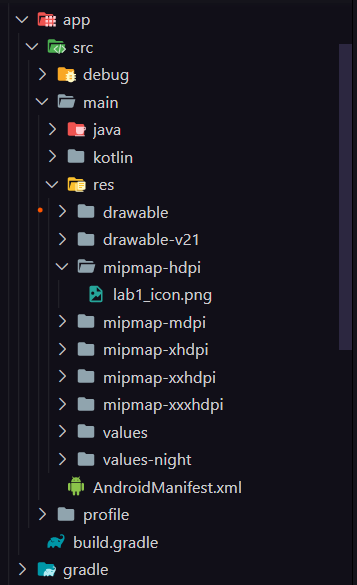 app
src
debug
main
java
kotlin
res
drawable
drawable-v21
mipmap-hdpi
lab1_icon.png
mipmap-mdpi
mipmap-xhdpi
mipmap-xxhdpi
mipmap-xxxhdpi
values
values-night
AndroidManifest.xml
profile
build.gradle
gradle